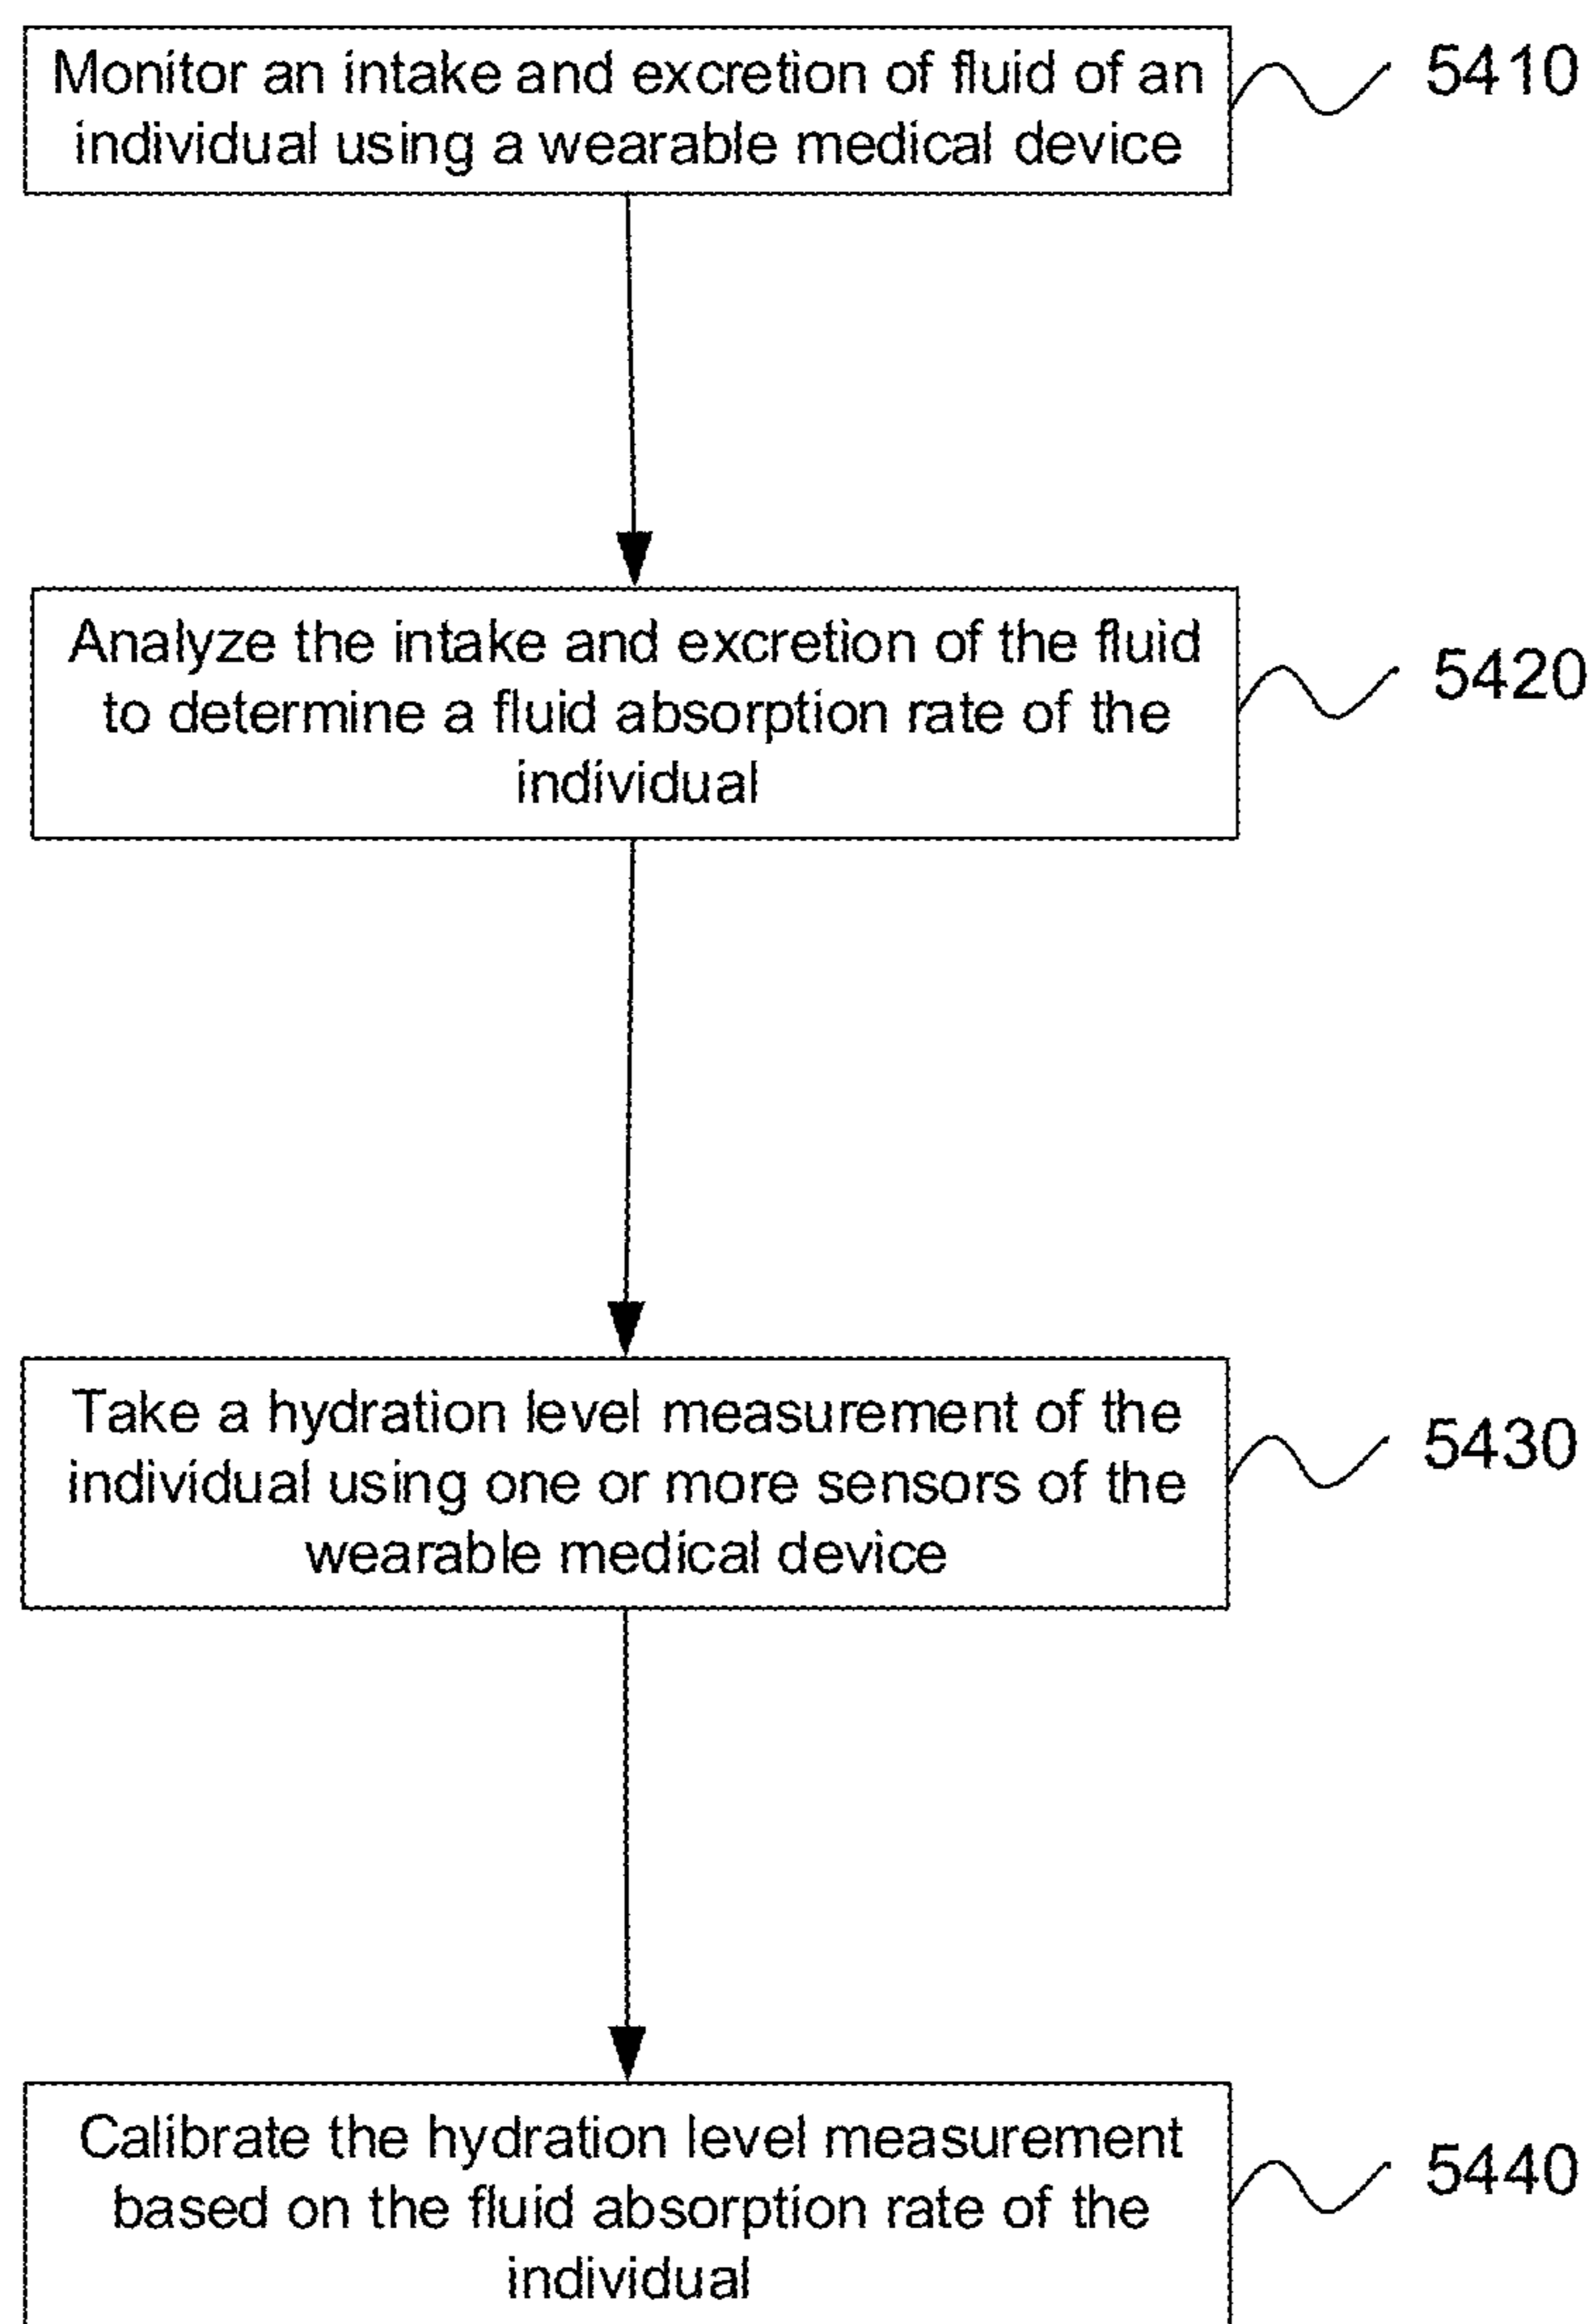 Monitor an intake and excretion of fluid of an
individual using a wearable medical device
5410
Analyze the intake and excretion of the fluid
to determine a fluid absorption rate of the
individual
5420
Take a hydration level measurement of the
individual using one or more sensors of the
wearable medical device
5430
Calibrate the hydration level measurement
based on the fluid absorption rate of the
individual
5440